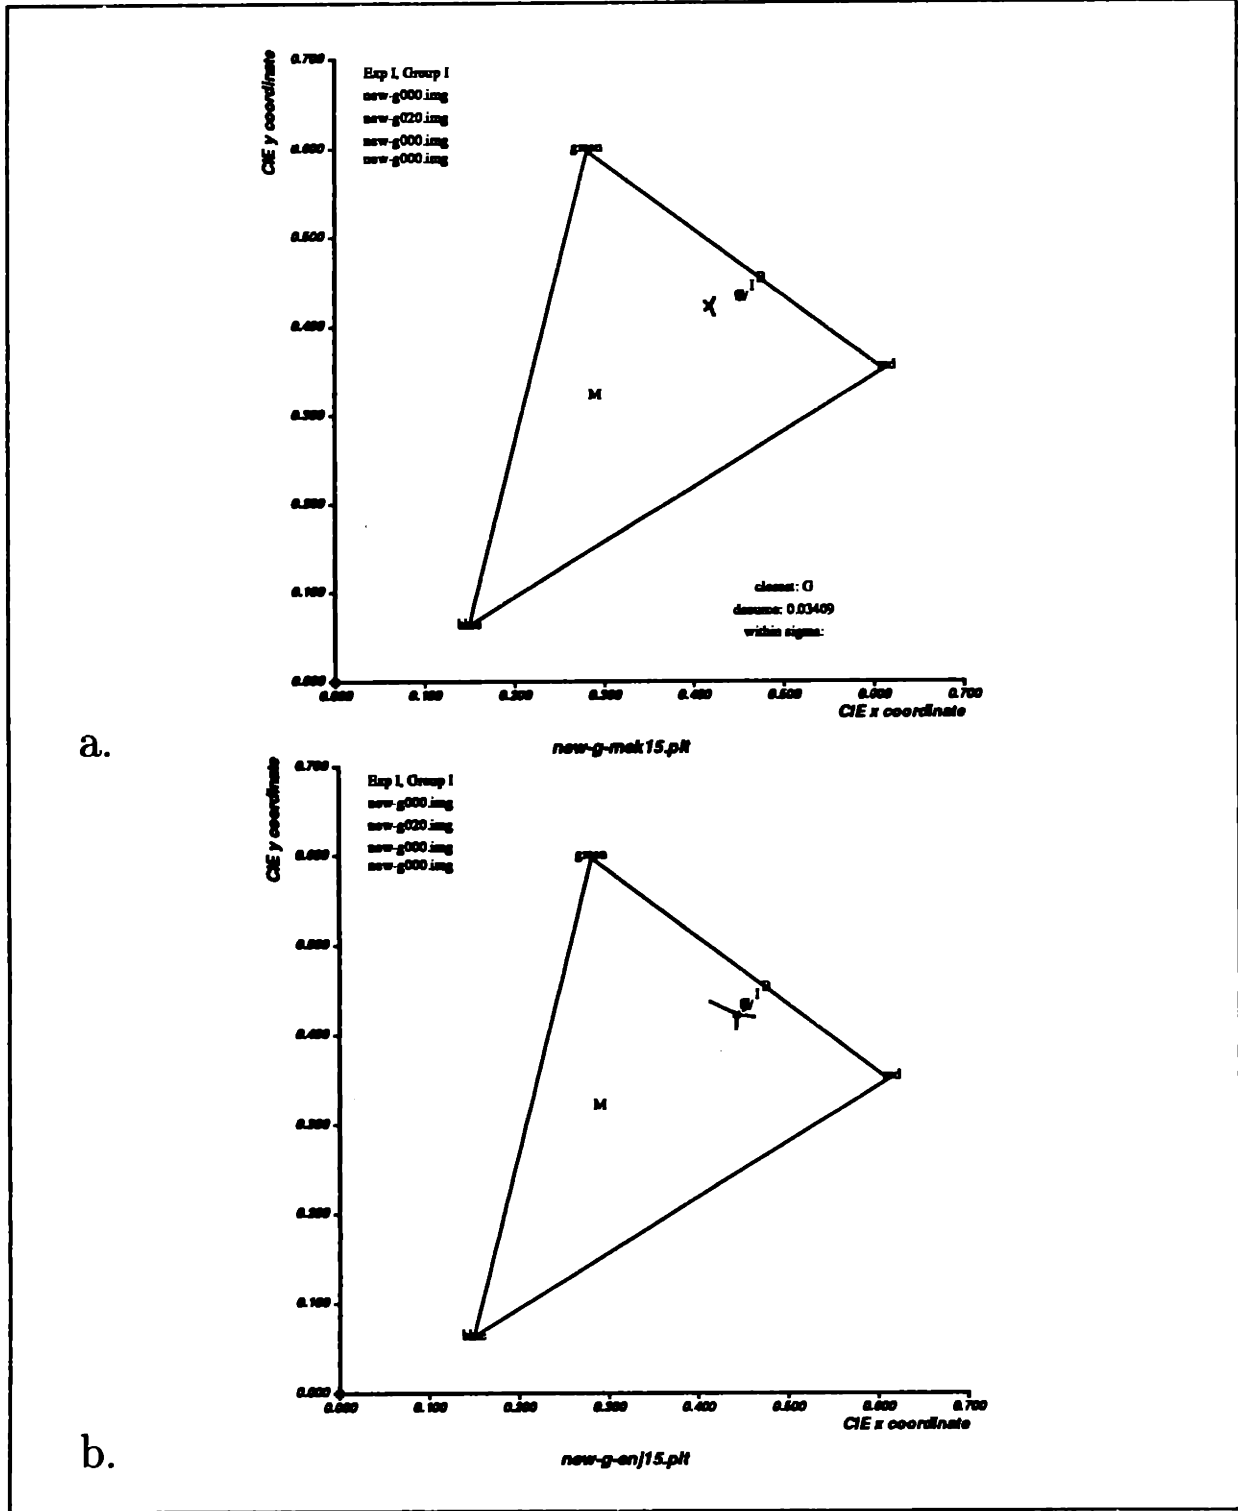 CIE y coordinate
0.700
0.600
0.500
0.400
0.300
0.200
0.100
0.000
Exp I, Group I
new-g000.img
new-g020.img
new-g000.img
new-g000.img
green
B
I
M
red
blue
closest: G
within sigma:
0.000 0.100 0.200 0.300 0.400 0.500 0.600 0.700
CIE x coordinate
a.
new-g-mek15.plt
CIE y coordinate
0.700
0.600
0.500
0.400
0.300
0.200
0.100
0.000
Exp I, Group I
new-g000.img
new-g020.img
new-g000.img
new-g000.img
green
I
M
red
blue
0.000 0.100 0.200 0.300 0.400 0.500 0.600 0.700
CIE x coordinate
b.
new-g-enj15.plt